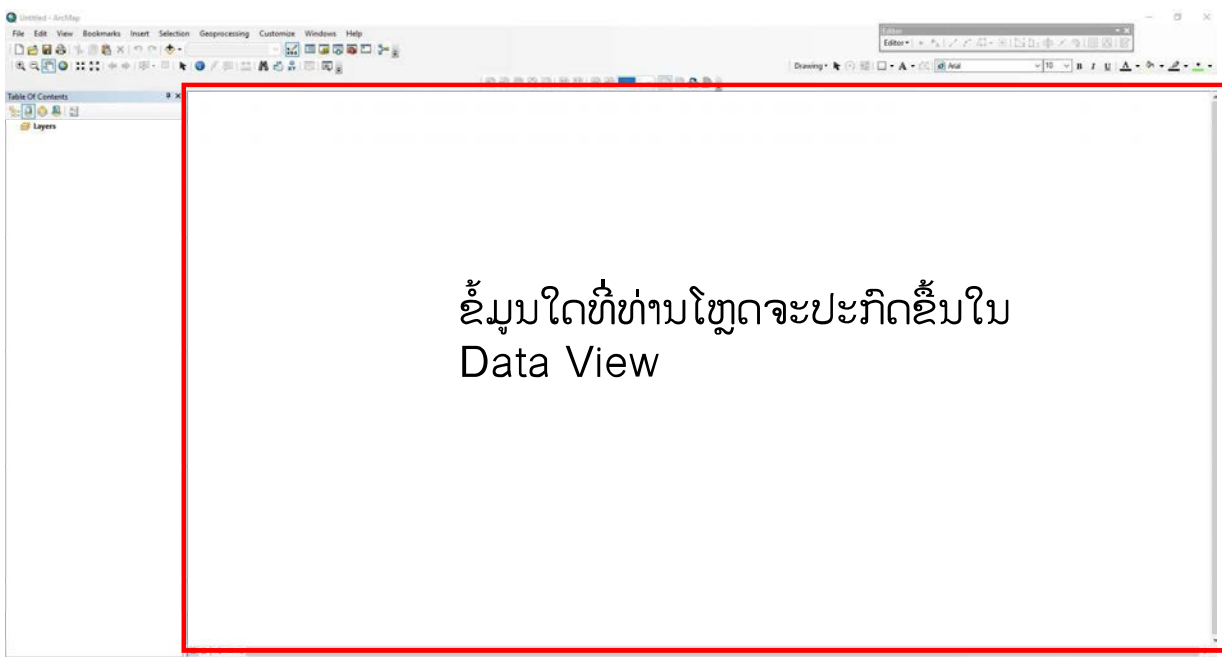 Untitled - ArcMap
File Edit View Bookmarks Insert Selection Geoprocessing Customize Windows Help
Editor
Editor
Drawing Arial 10 B I U A
Table Of Contents
Layers
ຂໍ້ມູນໃດທີ່ທ່ານໂຫຼດຈະປະກົດຂຶ້ນໃນ
Data View